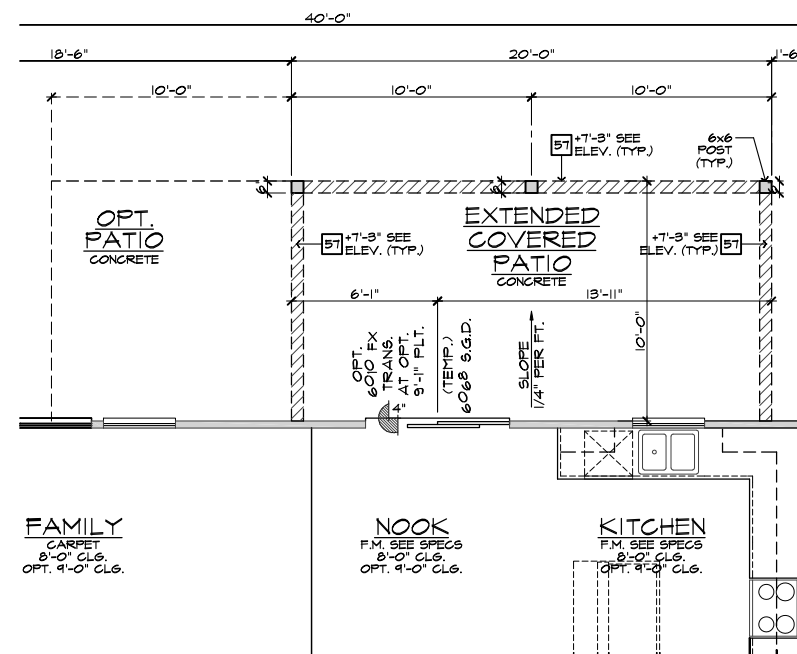 40'-0"
18'-6"
20'-0"
1'-6
10'-0"
10'-0"
10'-0"
57
+7'-3" SEE
ELEV. (TYP.)
6x6
POST
(TYP.)
6"
6"
6"
OPT.
PATIO
CONCRETE
EXTENDED
COVERED
PATIO
CONCRETE
57
+7'-3" SEE
ELEV. (TYP.)
+7'-3" SEE
ELEV. (TYP.)
57
6'-1"
13'-11"
10'-0"
OPT.
6010 FX
TRANS.
AT OPT.
9'-1" PLT.
(TEMP.)
6068 S.G.D.
SLOPE
1/4" PER FT.
4"
FAMILY
CARPET
8'-0" CLG.
OPT. 9'-0" CLG.
NOOK
F.M. SEE SPECS
8'-0" CLG.
OPT. 9'-0" CLG.
KITCHEN
F.M. SEE SPECS
8'-0" CLG.
OPT. 9'-0" CLG.